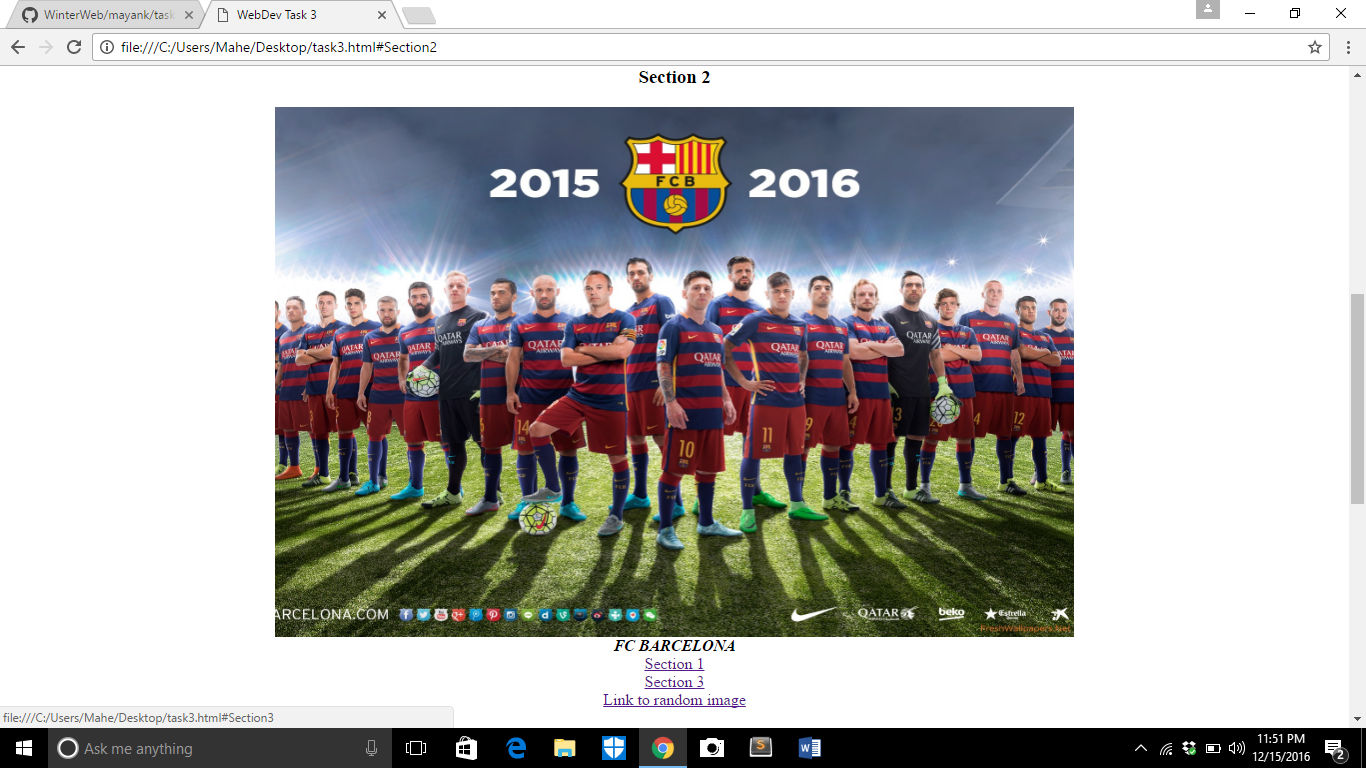 WinterWeb/mayank/task
WebDev Task 3
file:///C:/Users/Mahe/Desktop/task3.html#Section2
Section 2
2015 FCB 2016
QATAR AIRWAYS
14 10 11 9 12
ARCELONA.COM
QATAR beko Estrella
FreshWallpapers.Net
FC BARCELONA
Section 1
Section 3
Link to random image
file:///C:/Users/Mahe/Desktop/task3.html#Section3
Ask me anything
11:51 PM
12/15/2016
2